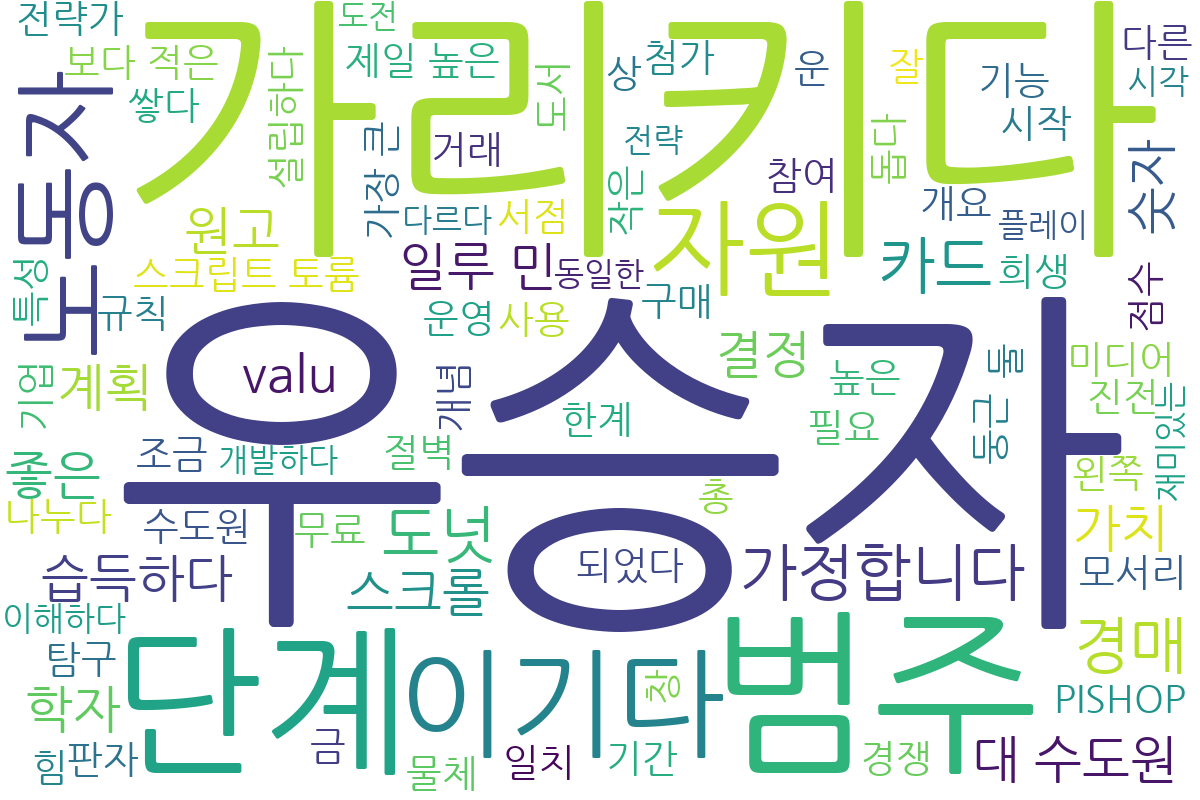 전략가
도전
가리키다
다른
보다 적은
제일 높은
첨가
운
잘
기능
시각
쌓다
설립하다
도서
상
시작
노동자
가장 큰
거래
전략
참여
돕다
숫자
작은
원고
다르다
서점
자원
개요
플레이
스크립트 토륨
일루 민
동일한
카드
희생
특성
규칙
운영
사용
구매
점수
우승자
valu
결정
둥근 돌
미디어
기업
계획
개념
한계
높은
진전
재미있는
조금
개발하다
절벽
필요
좋은
총
왼쪽
나누다
수도원
무료
도넛
가치
습득하다
스크롤
되었다
가정합니다
모서리
이해하다
단계
이기다
범주
경매
탐구
학자
창
PISHOP
힘
판자
금
물체
일치
기간
경쟁
대 수도원